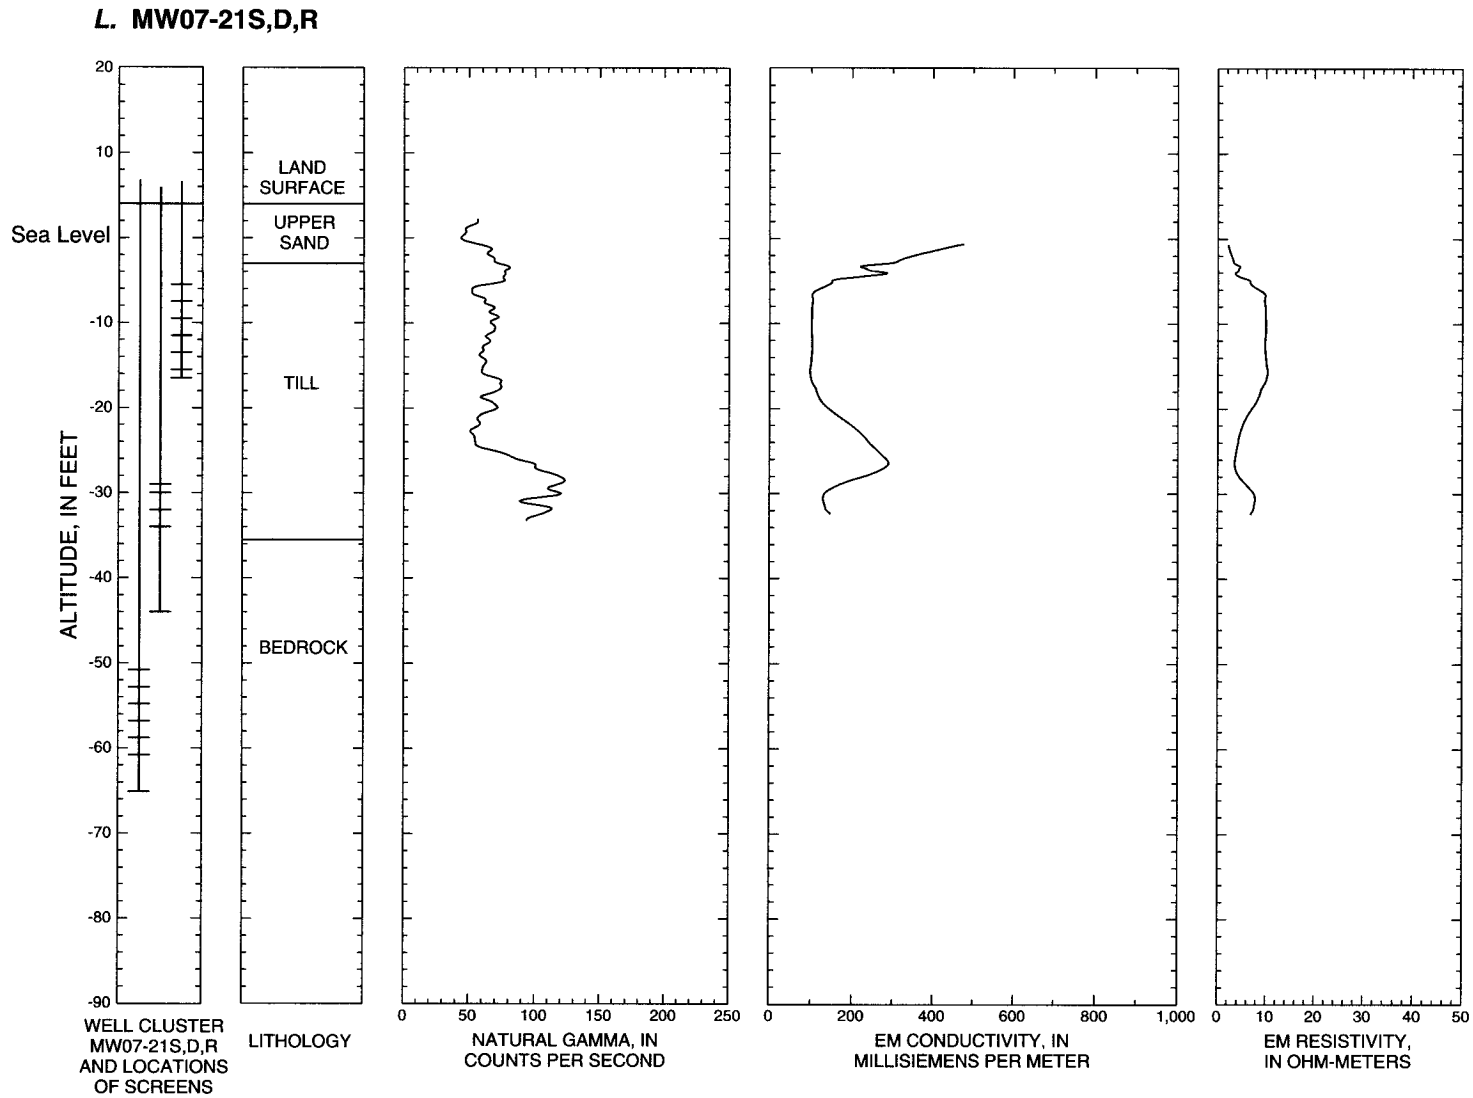 L. MW07-21S,D,R
20
10
Sea Level
-10
-20
-30
-40
-50
-60
-70
-80
-90
ALTITUDE, IN FEET
LAND
SURFACE
UPPER
SAND
TILL
BEDROCK
0 50 100 150 200 250
0 200 400 600 800 1,000
0 10 20 30 40 50
WELL CLUSTER
MW07-21S,D,R
AND LOCATIONS
OF SCREENS
LITHOLOGY
NATURAL GAMMA, IN
COUNTS PER SECOND
EM CONDUCTIVITY, IN
MILLISIEMENS PER METER
EM RESISTIVITY,
IN OHM-METERS